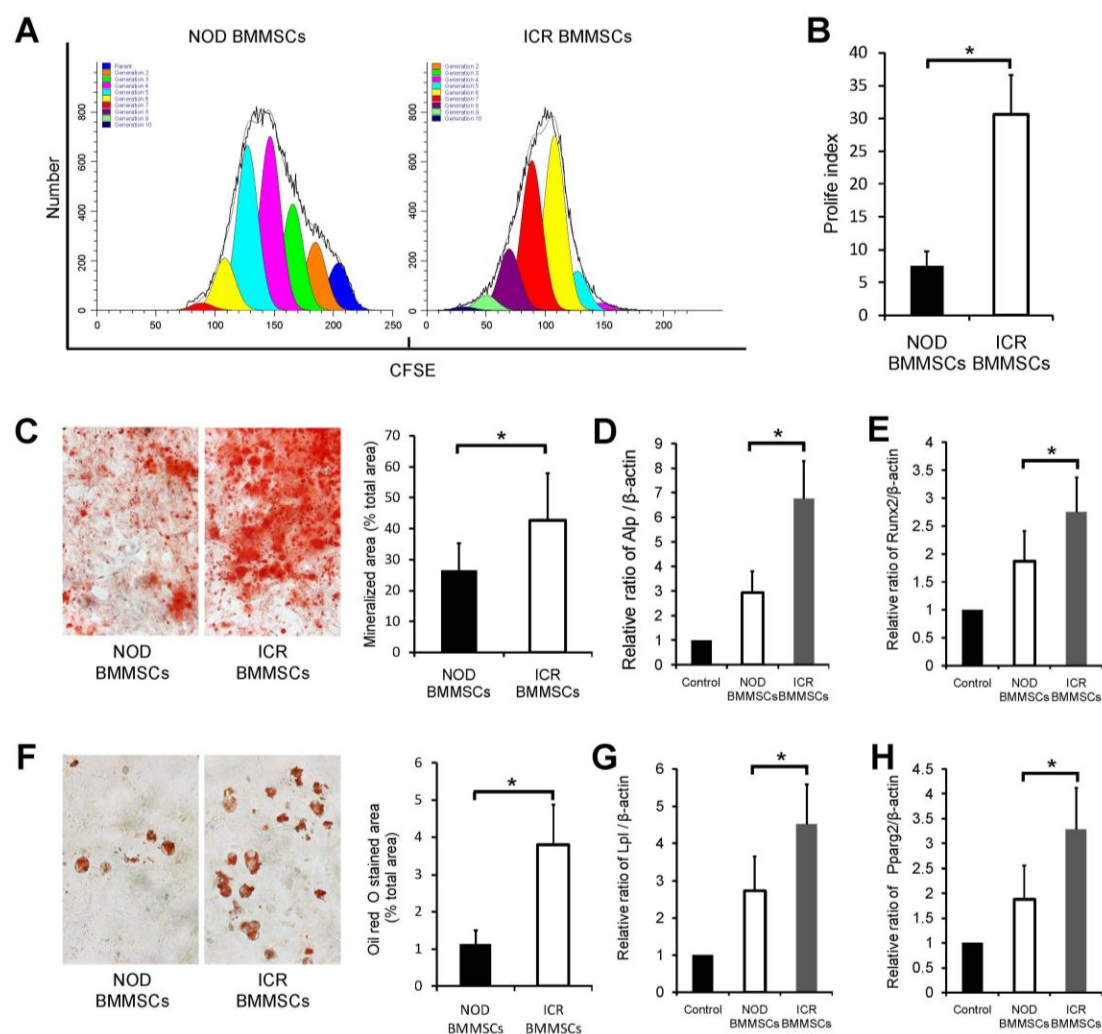 A
NOD BMMSCs
ICR BMMSCs
Number
Parent
Generation 2
Generation 3
Generation 4
Generation 5
Generation 6
Generation 7
Generation 8
Generation 9
Generation 10
800
600
400
200
0
0 50 100 150 200 250
Generation 2
Generation 3
Generation 4
Generation 5
Generation 6
Generation 7
Generation 8
Generation 9
Generation 10
800
600
400
200
0
0 50 100 150 200
CFSE
B
Prolife index
40
35
30
25
20
15
10
5
0
*
NOD
BMMSCs
ICR
BMMSCs
C
NOD
BMMSCs
ICR
BMMSCs
Mineralized area (% total area)
70
60
50
40
30
20
10
0
*
NOD
BMMSCs
ICR
BMMSCs
D
Relative ratio of Alp / β-actin
9
8
7
6
5
4
3
2
1
0
*
Control
NOD
BMMSCs
ICR
BMMSCs
E
Relative ratio of Runx2/β-actin
4
3.5
3
2.5
2
1.5
1
0.5
0
*
Control
NOD
BMMSCs
ICR
BMMSCs
F
NOD
BMMSCs
ICR
BMMSCs
Oil red O stained area
(% total area)
6
5
4
3
2
1
0
*
NOD
BMMSCs
ICR
BMMSCs
G
Relative ratio of Lpl / β-actin
6
5
4
3
2
1
0
*
Control
NOD
BMMSCs
ICR
BMMSCs
H
Relative ratio of Pparg2/β-actin
4.5
4
3.5
3
2.5
2
1.5
1
0.5
0
*
Control
NOD
BMMSCs
ICR
BMMSCs